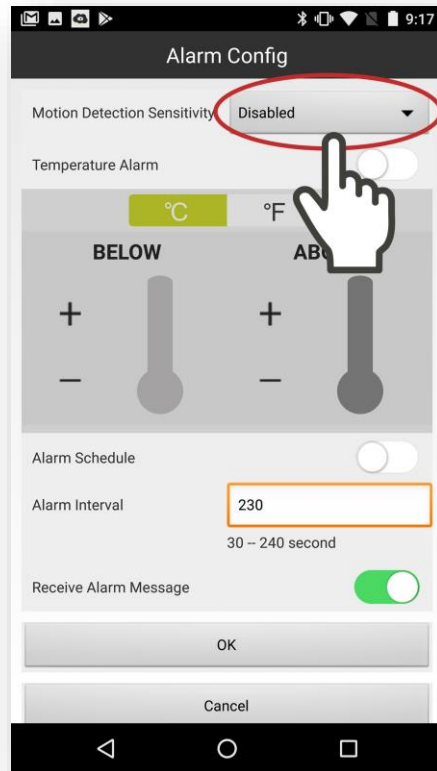 9:17
Alarm Config
Motion Detection Sensitivity Disabled
Temperature Alarm
°C °F
BELOW
+ +
− −
Alarm Schedule
Alarm Interval 230
30 -- 240 second
Receive Alarm Message
OK
Cancel